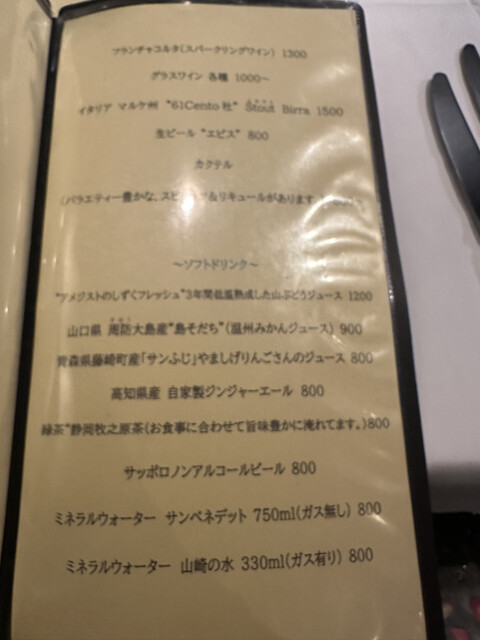 フランチャコルタ(スパークリングワイン) 1300
グラスワイン 各種 1000~
イタリア マルケ州 "61Cento社" Stout Birra 1500
生ビール "エビス" 800
カクテル
(バラエティー豊かな、スピリッツ&リキュールがあります
~ソフトドリンク~
"アメジストのしずくフレッシュ"3年間低温熟成した山ぶどうジュース 1200
山口県 周防大島産"島そだち"(温州みかんジュース) 900
青森県藤崎町産「サンふじ」やましげりんごさんのジュース 800
高知県産 自家製ジンジャーエール 800
緑茶"静岡牧之原茶(お食事に合わせて旨味豊かに淹れてます。)800
サッポロノンアルコールビール 800
ミネラルウォーター サンベネデット 750ml(ガス無し) 800
ミネラルウォーター 山崎の水 330ml(ガス有り) 800